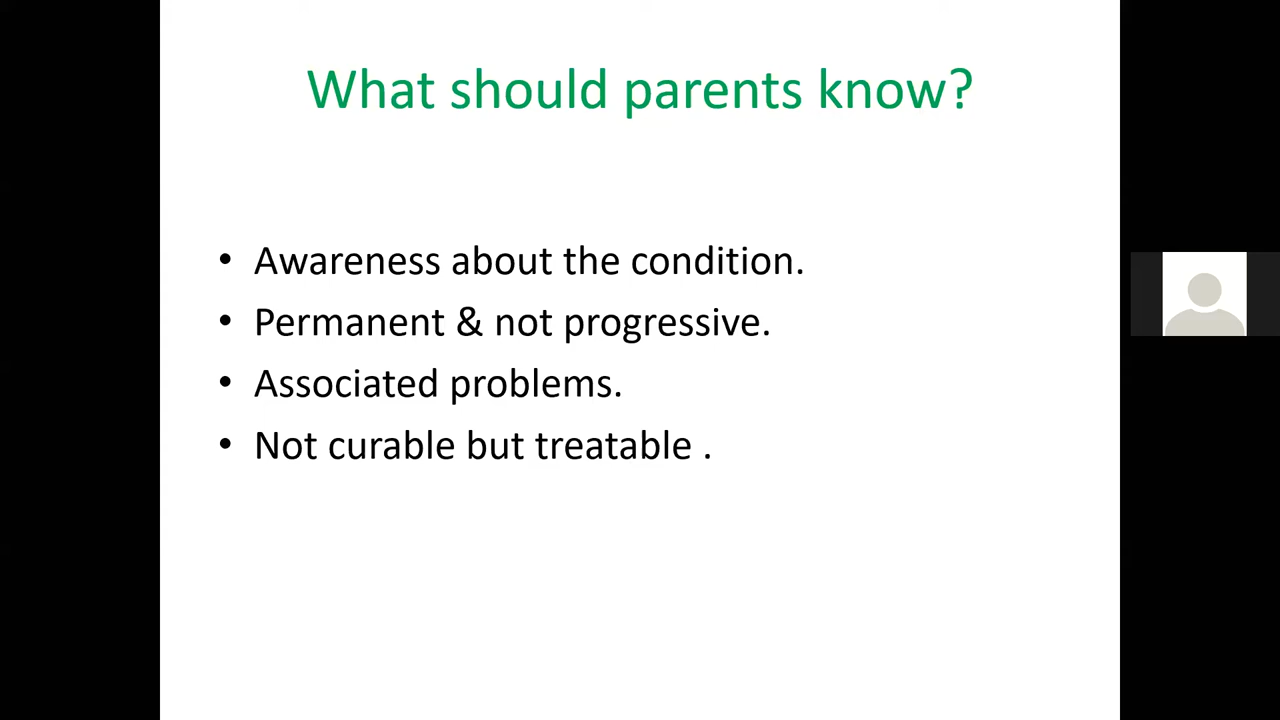 What should parents know?
• Awareness about the condition.
• Permanent & not progressive.
• Associated problems.
• Not curable but treatable .